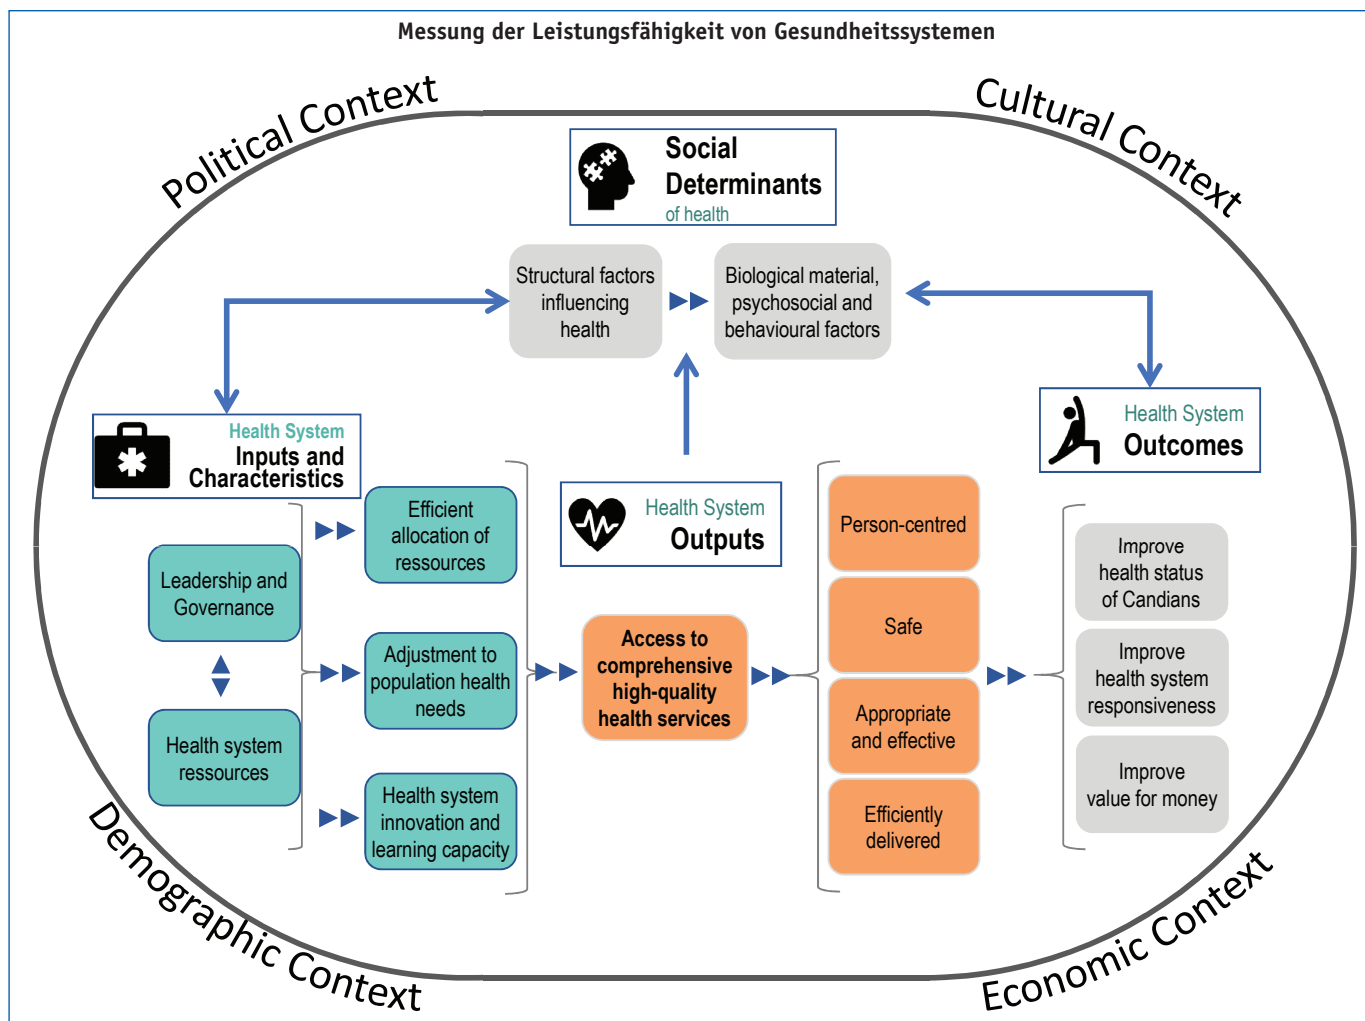 Messung der Leistungsfähigkeit von Gesundheitssystemen
Political Context
Cultural Context
Social
Determinants
of health
Structural factors
influencing
health
Biological material,
psychosocial and
behavioural factors
Health System
Inputs and
Characteristics
Health System
Outputs
Health System
Outcomes
Leadership and
Governance
Health system
ressources
Efficient
allocation of
ressources
Adjustment to
population health
needs
Health system
innovation and
learning capacity
Access to
comprehensive
high-quality
health services
Person-centred
Safe
Appropriate
and effective
Efficiently
delivered
Improve
health status
of Candians
Improve
health system
responsiveness
Improve
value for money
Demographic Context
Economic Context